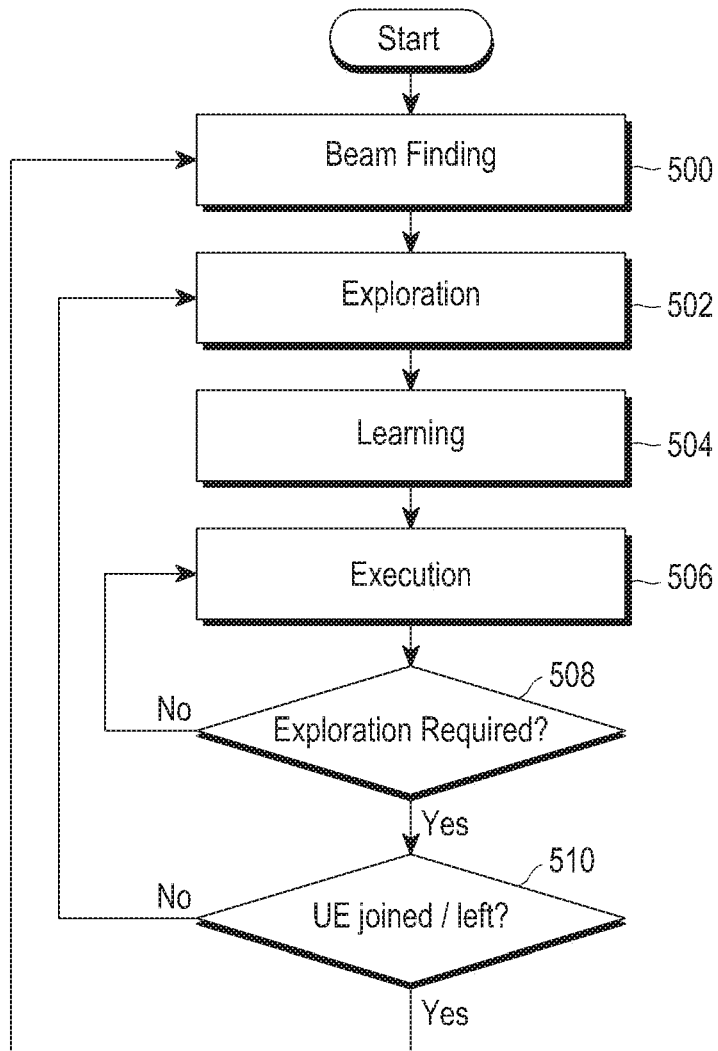 Start
Beam Finding
500
Exploration
502
Learning
504
Execution
506
508
No
Exploration Required?
Yes
510
No
UE joined / left?
Yes